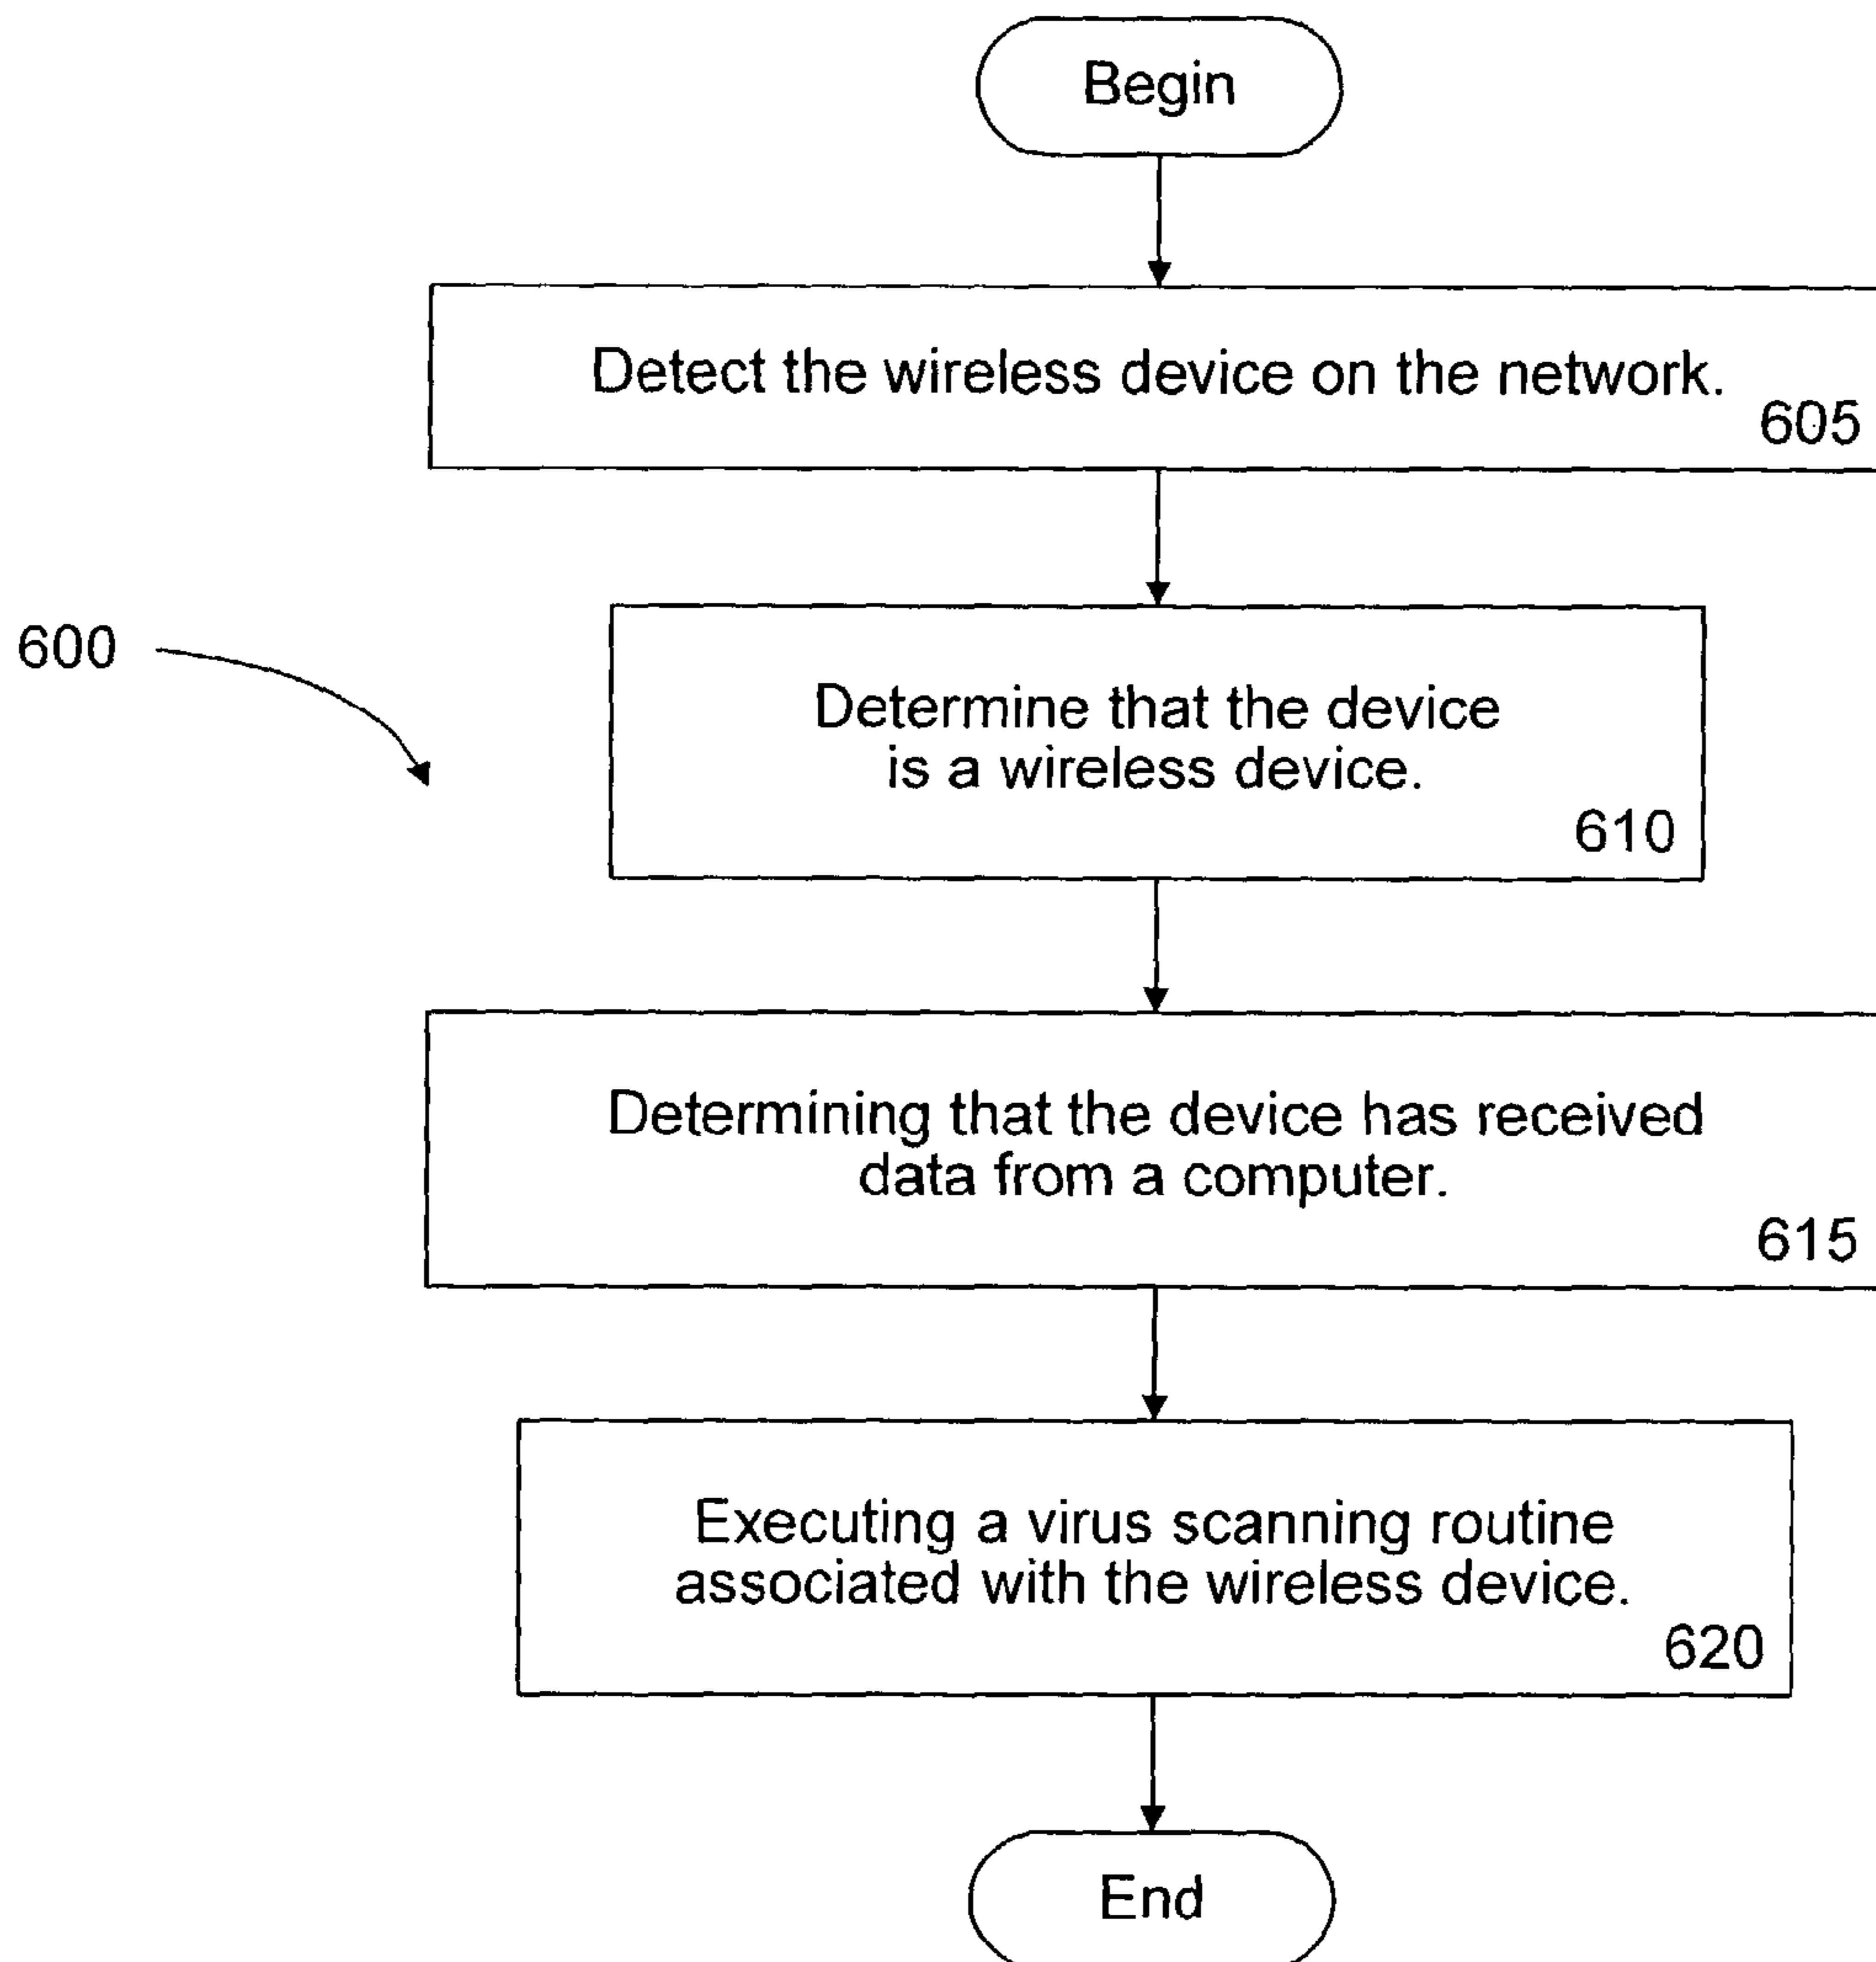 Begin
Detect the wireless device on the network.
605
600
Determine that the device
is a wireless device.
610
Determining that the device has received
data from a computer.
615
Executing a virus scanning routine
associated with the wireless device.
620
End